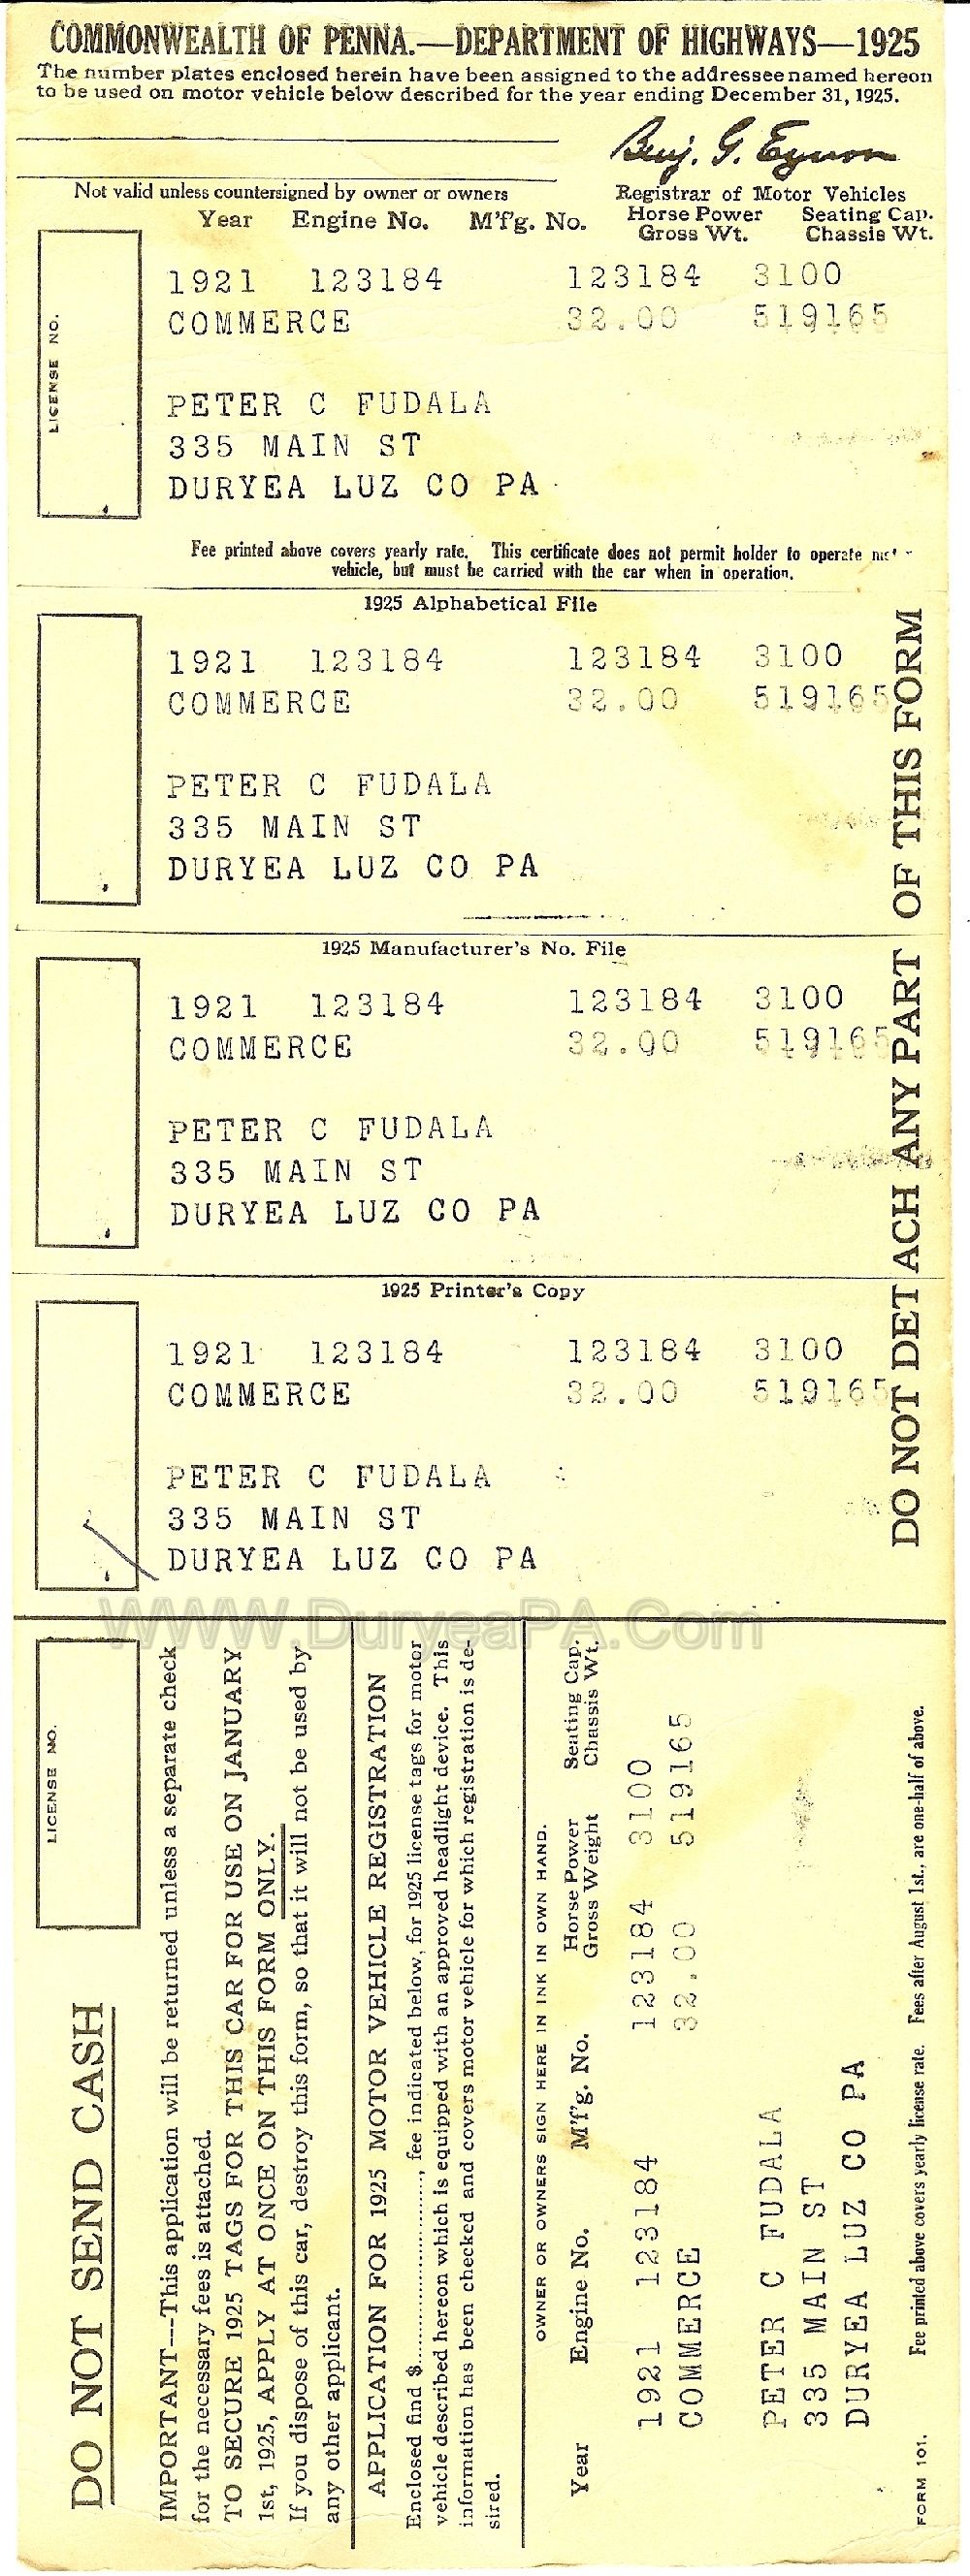 COMMONWEALTH OF PENNA.—DEPARTMENT OF HIGHWAYS—1925
The number plates enclosed herein have been assigned to the addressee named hereon
to be used on motor vehicle below described for the year ending December 31, 1925.
Benj. G. Eynon
Not valid unless countersigned by owner or owners
Registrar of Motor Vehicles
Year Engine No. M'f'g. No. Horse Power Seating Cap.
Gross Wt. Chassis Wt.
LICENSE NO.
1921 123184 123184 3100
COMMERCE 32.00 519165
PETER C FUDALA
335 MAIN ST
DURYEA LUZ CO PA
Fee printed above covers yearly rate. This certificate does not permit holder to operate
vehicle, but must be carried with the car when in operation.
1925 Alphabetical File
1921 123184 123184 3100
COMMERCE 32.00 519165
PETER C FUDALA
335 MAIN ST
DURYEA LUZ CO PA
1925 Manufacturer's No. File
1921 123184 123184 3100
COMMERCE 32.00 519165
PETER C FUDALA
335 MAIN ST
DURYEA LUZ CO PA
1925 Printer's Copy
1921 123184 123184 3100
COMMERCE 32.00 519165
PETER C FUDALA
335 MAIN ST
DURYEA LUZ CO PA
DO NOT DETACH ANY PART OF THIS FORM
WWW.DuryeaPA.Com
DO NOT SEND CASH
LICENSE NO.
IMPORTANT---This application will be returned unless a separate check
for the necessary fees is attached.
TO SECURE 1925 TAGS FOR THIS CAR FOR USE ON JANUARY
1st, 1925, APPLY AT ONCE ON THIS FORM ONLY.
If you dispose of this car, destroy this form, so that it will not be used by
any other applicant.
APPLICATION FOR 1925 MOTOR VEHICLE REGISTRATION
Enclosed find $................, fee indicated below, for 1925 license tags for motor
vehicle described hereon which is equipped with an approved headlight device. This
information has been checked and covers motor vehicle for which registration is de-
sired.
OWNER OR OWNERS SIGN HERE IN INK IN OWN HAND.
Year Engine No. M'f'g. No. Horse Power Seating Cap.
Gross Weight Chassis Wt.
1921 123184 123184 3100
COMMERCE 32.00 519165
PETER C FUDALA
335 MAIN ST
DURYEA LUZ CO PA
Fee printed above covers yearly license rate. Fees after August 1st., are one-half of above.
FORM 101.